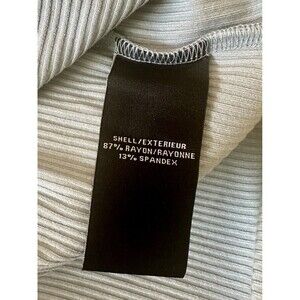 SHELL/EXTERIEUR
87% RAYON/RAYONNE
13% SPANDEX